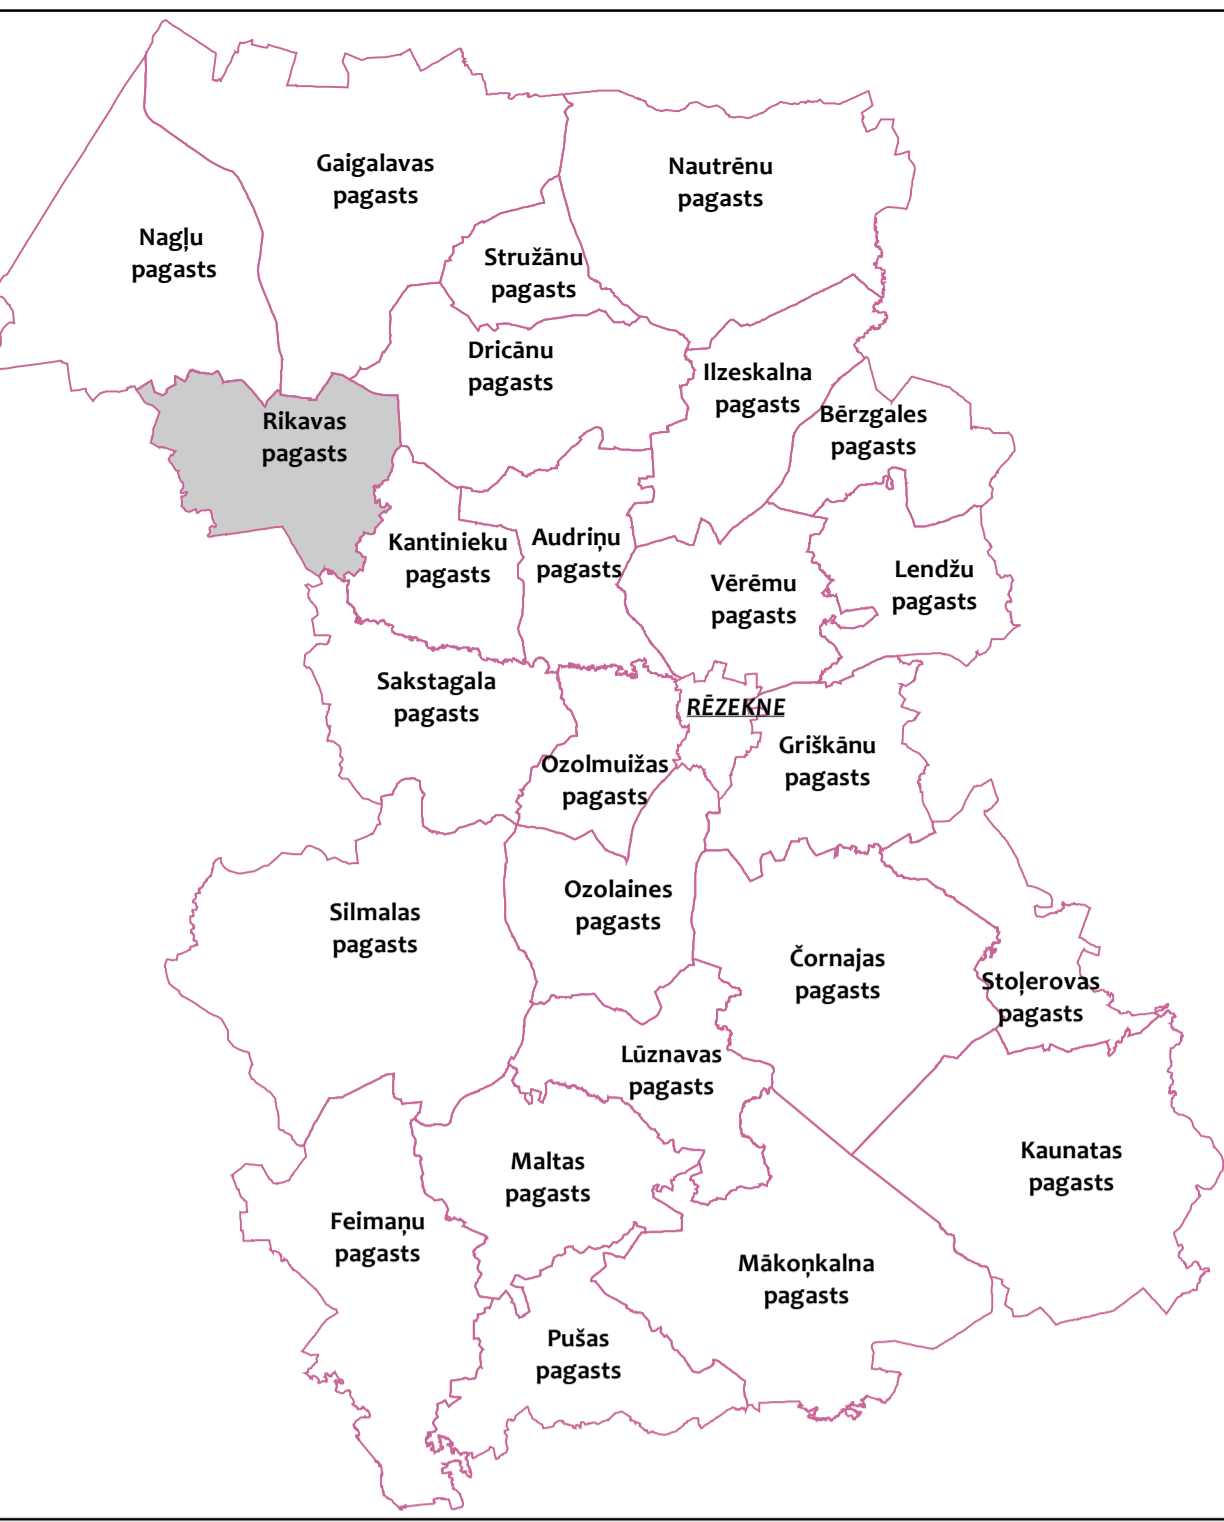 Gaigalavas
pagasts
Nautrēnu
pagasts
Nagļu
pagasts
Stružānu
pagasts
Dricānu
pagasts
Ilzeskalna
pagasts
Bērzgales
pagasts
Rikavas
pagasts
Kantinieku
pagasts
Audriņu
pagasts
Vērēmu
pagasts
Lendžu
pagasts
Sakstagala
pagasts
RĒZEKNE
Griškānu
pagasts
Ozolmuižas
pagasts
Ozolaines
pagasts
Silmalas
pagasts
Čornajas
pagasts
Stoļerovas
pagasts
Lūznavas
pagasts
Kaunatas
pagasts
Maltas
pagasts
Feimaņu
pagasts
Mākoņkalna
pagasts
Pušas
pagasts